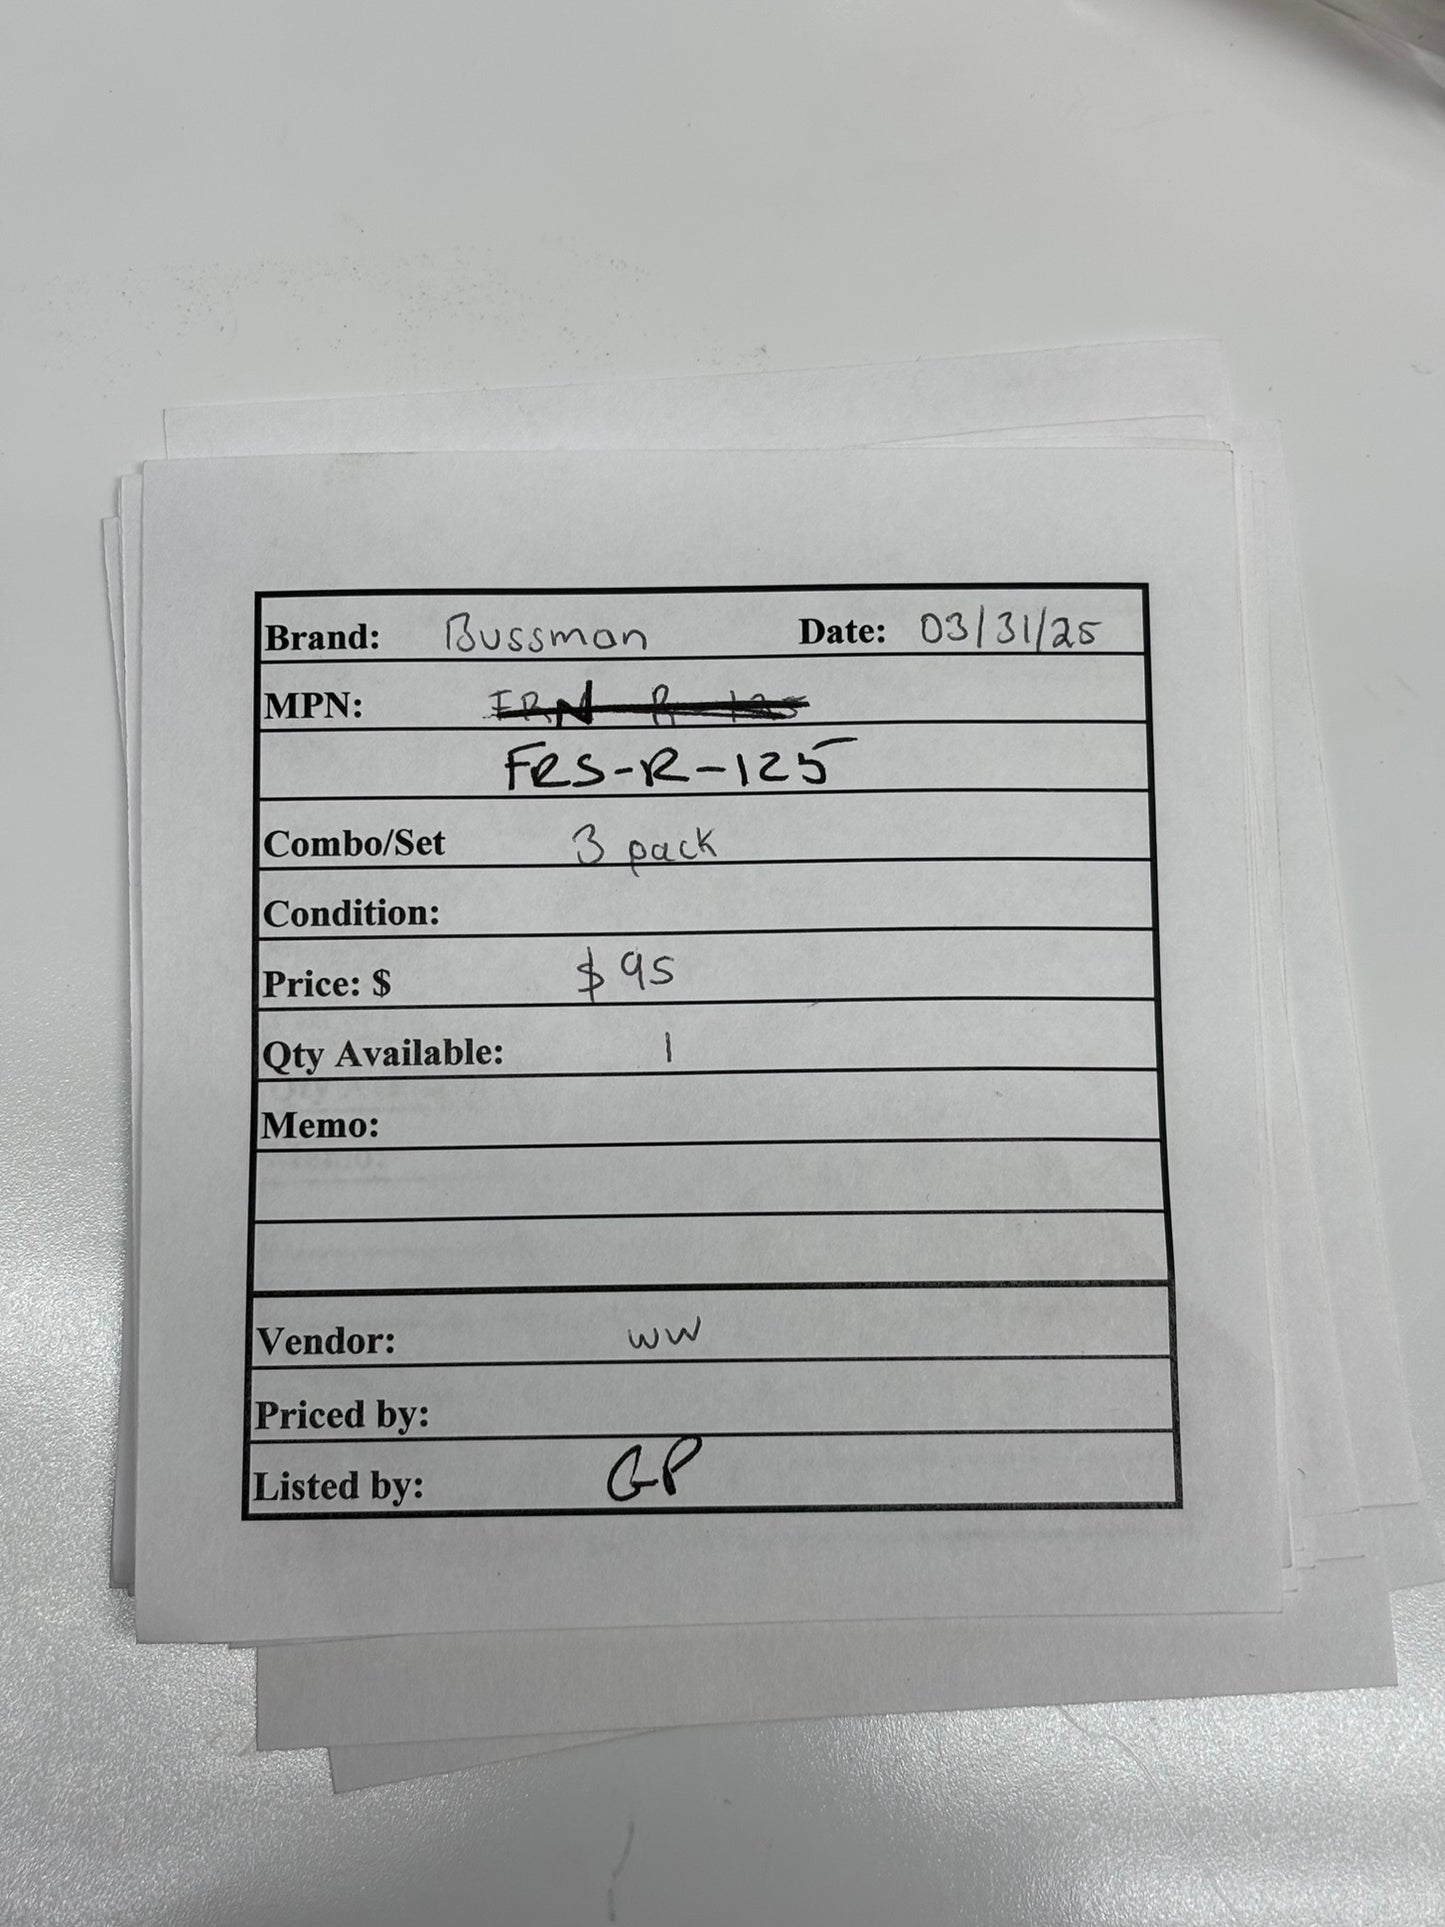 Brand: Bussman Date: 03/31/25
MPN:
FRS-R-125
Combo/Set 3 pack
Condition:
Price: $ $95
Qty Available: 1
Memo:
Vendor: WW
Priced by:
Listed by: GP